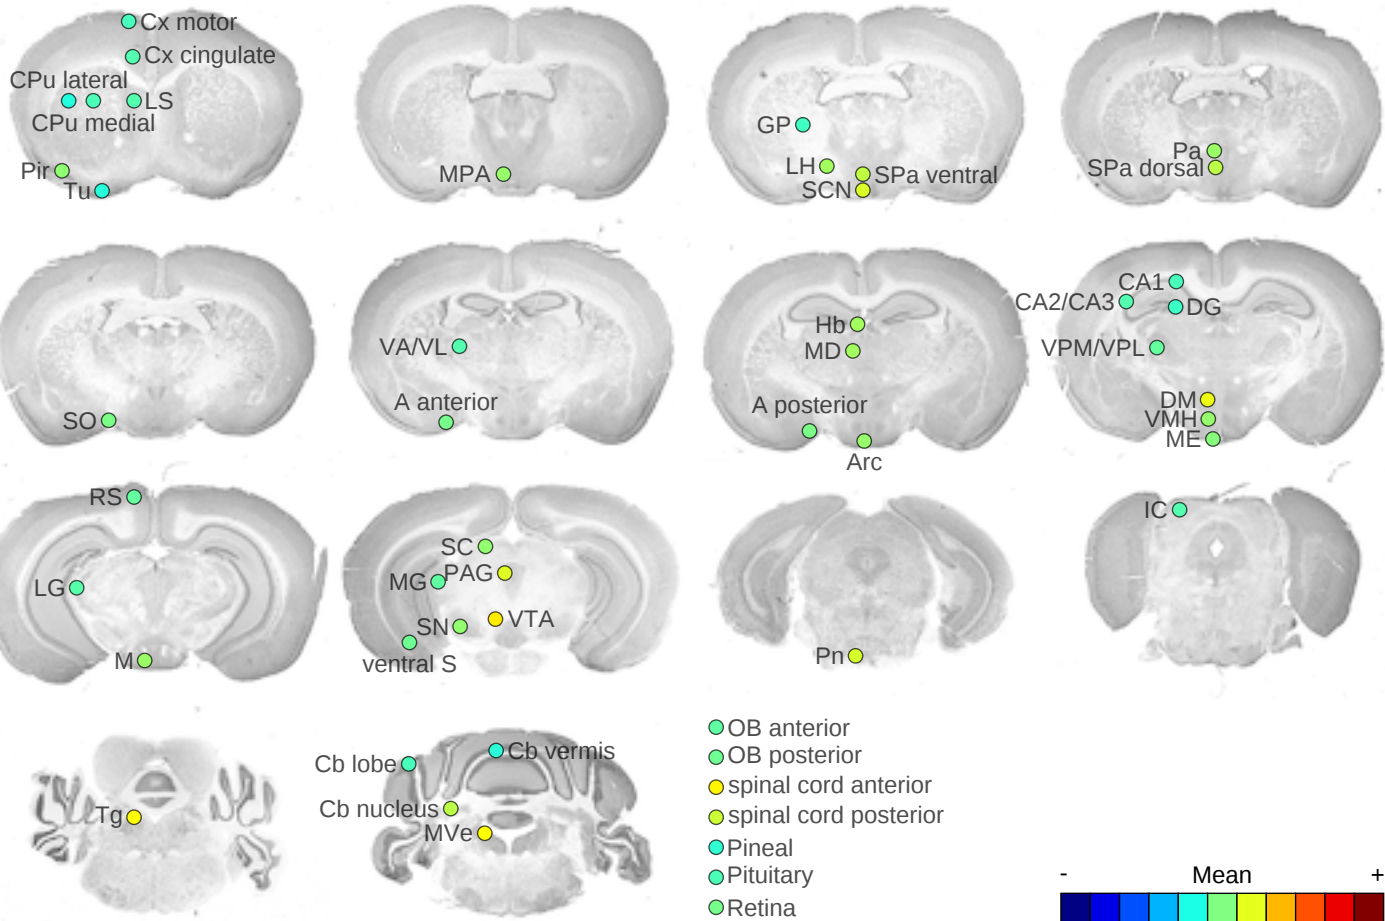 Cx motor
Cx cingulate
CPu lateral
LS
CPu medial
Pir
Tu
MPA
GP
LH
SPa ventral
SCN
Pa
SPa dorsal
SO
VA/VL
A anterior
Hb
MD
A posterior
Arc
CA1
CA2/CA3
DG
VPM/VPL
DM
VMH
ME
RS
LG
M
SC
MG
PAG
SN
VTA
ventral S
Pn
IC
Tg
Cb lobe
Cb vermis
Cb nucleus
MVe
OB anterior
OB posterior
spinal cord anterior
spinal cord posterior
Pineal
Pituitary
Retina
- Mean +